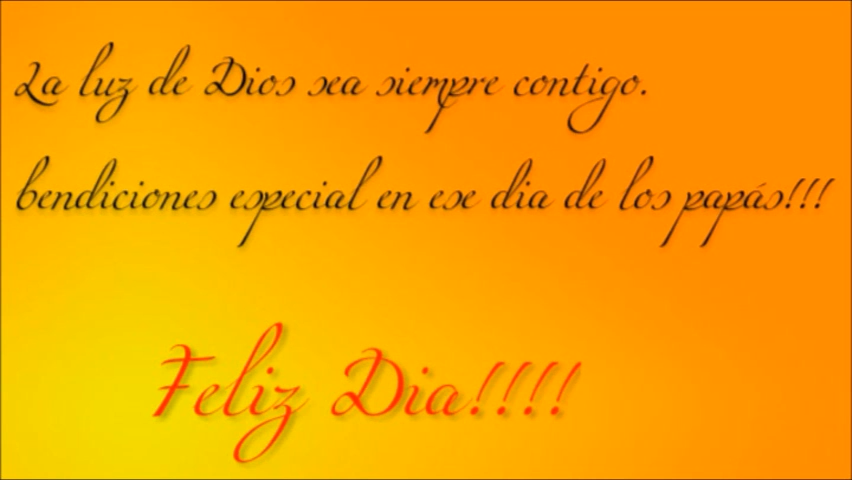 La luz de Dios sea siempre contigo.
bendiciones especial en ese dia de los papás!!!
Feliz Dia!!!!